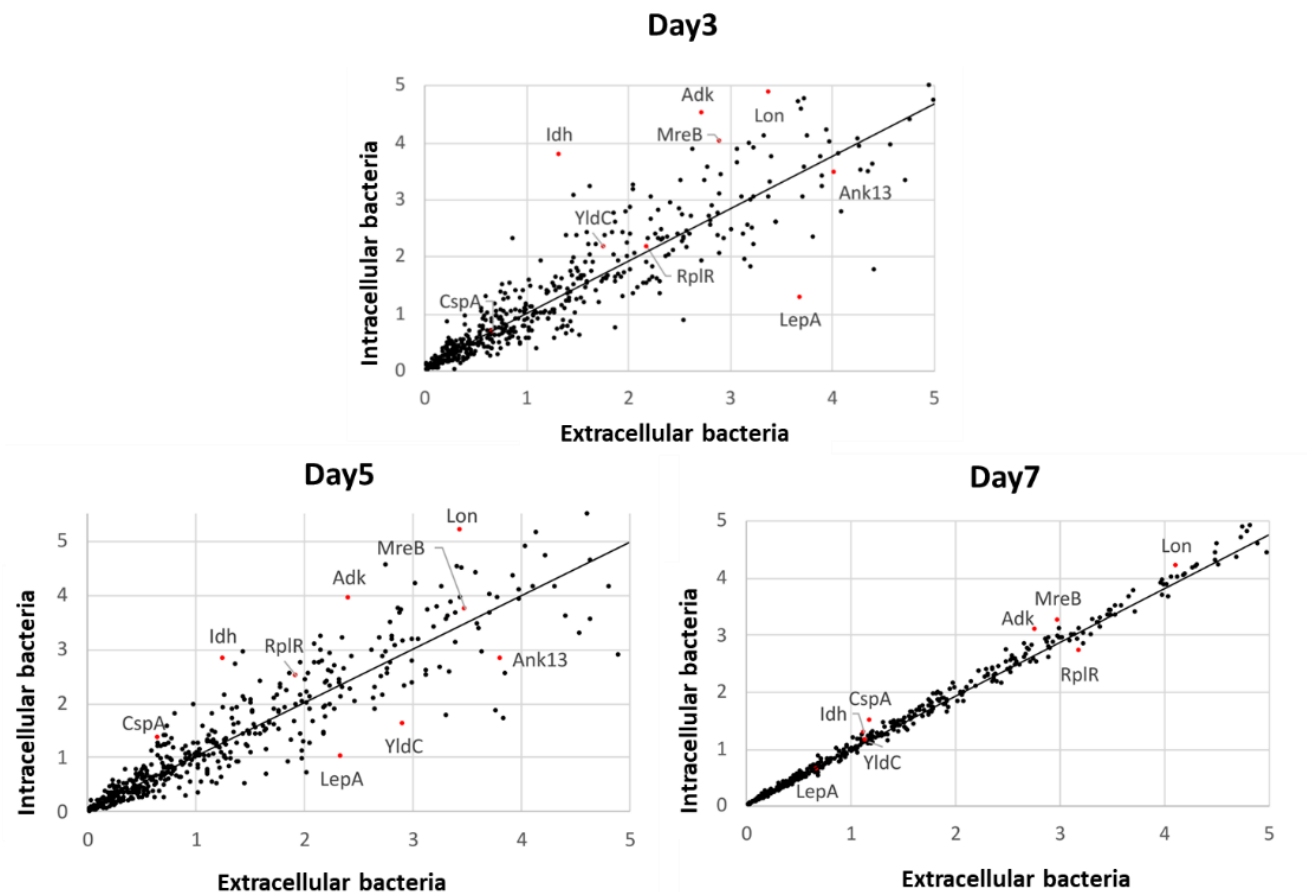 Day3
Intracellular bacteria
5
4
3
2
1
0
Adk
Lon
Idh
MreB
Ank13
YldC
RplR
CspA
LepA
0 1 2 3 4 5
Extracellular bacteria
Day5
Intracellular bacteria
5
4
3
2
1
0
Lon
MreB
Adk
Idh
RplR
Ank13
CspA
YldC
LepA
0 1 2 3 4 5
Extracellular bacteria
Day7
Intracellular bacteria
5
4
3
2
1
0
Lon
MreB
Adk
RplR
CspA
Idh
YldC
LepA
0 1 2 3 4 5
Extracellular bacteria